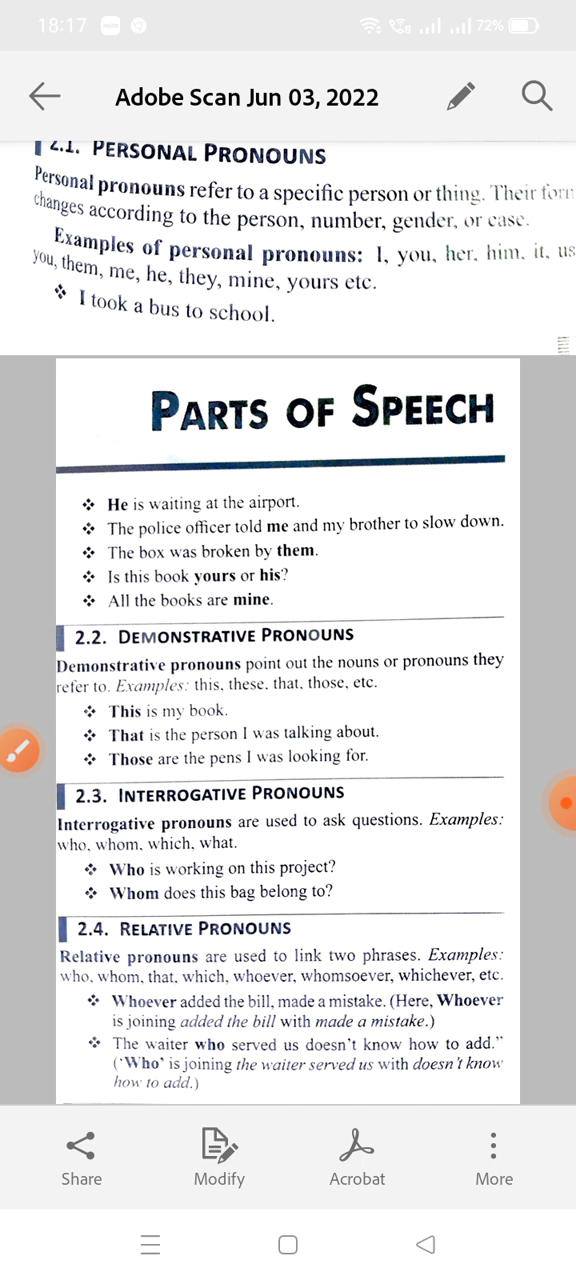 18:17
72%
Adobe Scan Jun 03, 2022
2.1. PERSONAL PRONOUNS
Personal pronouns refer to a specific person or thing. Their form
changes according to the person, number, gender, or case.
Examples of personal pronouns: I, you, her, him, it, us
you, them, me, he, they, mine, yours etc.
❖ I took a bus to school.
PARTS OF SPEECH
❖ He is waiting at the airport.
❖ The police officer told me and my brother to slow down.
❖ The box was broken by them.
❖ Is this book yours or his?
❖ All the books are mine.
2.2. DEMONSTRATIVE PRONOUNS
Demonstrative pronouns point out the nouns or pronouns they
refer to. Examples: this, these, that, those, etc.
❖ This is my book.
❖ That is the person I was talking about.
❖ Those are the pens I was looking for.
2.3. INTERROGATIVE PRONOUNS
Interrogative pronouns are used to ask questions. Examples:
who, whom, which, what.
❖ Who is working on this project?
❖ Whom does this bag belong to?
2.4. RELATIVE PRONOUNS
Relative pronouns are used to link two phrases. Examples:
who, whom, that, which, whoever, whomsoever, whichever, etc.
❖ Whoever added the bill, made a mistake. (Here, Whoever
is joining added the bill with made a mistake.)
❖ The waiter who served us doesn't know how to add."
('Who' is joining the waiter served us with doesn't know
how to add.)
Share
Modify
Acrobat
More